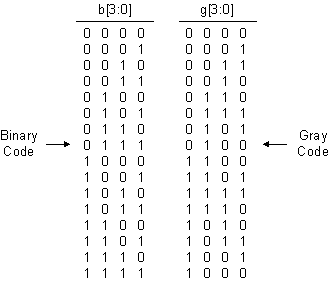 b[3:0] g[3:0]
0 0 0 0 0 0 0 0
0 0 0 1 0 0 0 1
0 0 1 0 0 0 1 1
0 0 1 1 0 0 1 0
0 1 0 0 0 1 1 0
0 1 0 1 0 1 1 1
0 1 1 0 0 1 0 1
0 1 1 1 0 1 0 0
1 0 0 0 1 1 0 0
1 0 0 1 1 1 0 1
1 0 1 0 1 1 1 1
1 0 1 1 1 1 1 0
1 1 0 0 1 0 1 0
1 1 0 1 1 0 1 1
1 1 1 0 1 0 0 1
1 1 1 1 1 0 0 0
Binary
Code
Gray
Code